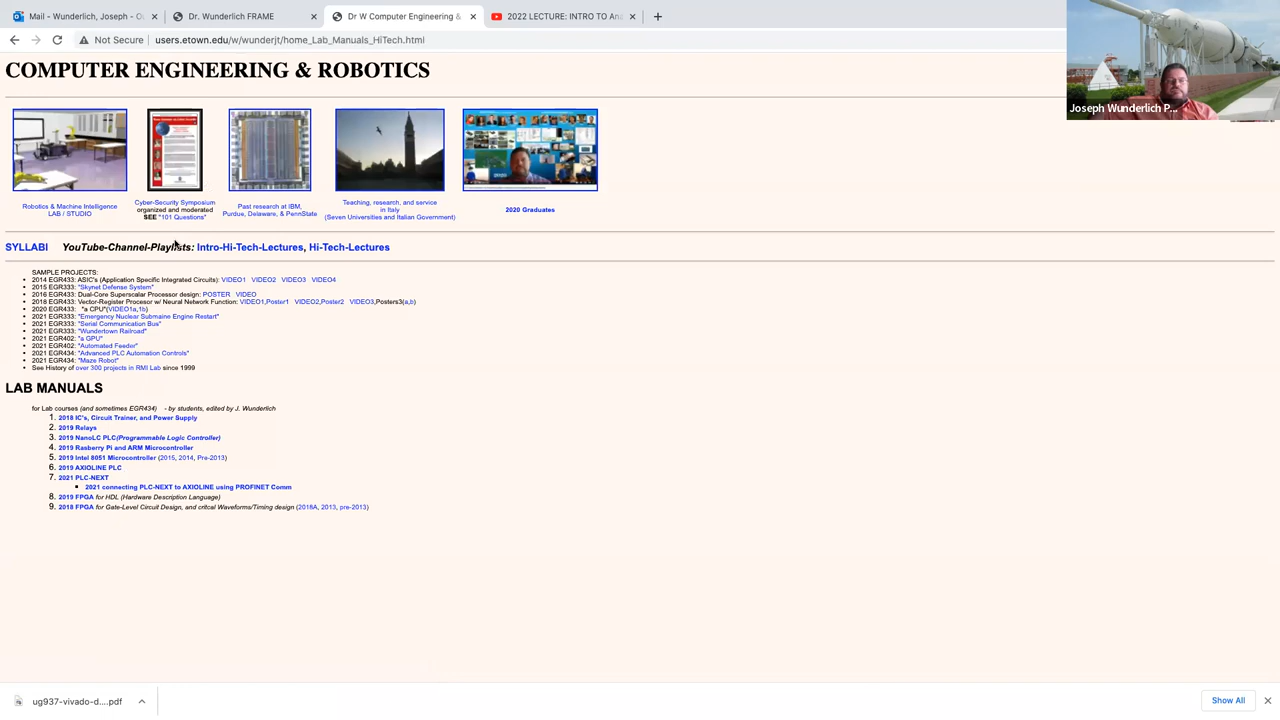 Mail - Wunderlich, Joseph - O
Dr. Wunderlich FRAME
Dr W Computer Engineering &
2022 LECTURE: INTRO TO An
Not Secure
users.etown.edu/w/wunderjt/home_Lab_Manuals_HiTech.html
Joseph Wunderlich P...
COMPUTER ENGINEERING & ROBOTICS
Robotics & Machine Intelligence
LAB / STUDIO
Cyber-Security Symposium
organized and moderated
SEE "101 Questions"
Past research at IBM,
Purdue, Delaware, & PennState
Teaching, research, and service
in Italy
(Seven Universities and Italian Government)
2020 Graduates
SYLLABI YouTube-Channel-Playlists: Intro-Hi-Tech-Lectures, Hi-Tech-Lectures
SAMPLE PROJECTS:
2014 EGR433: ASIC's (Application Specific Integrated Circuits): VIDEO1 VIDEO2 VIDEO3 VIDEO4
2015 EGR333: "Skynet Defense System"
2016 EGR433: Dual-Core Superscalar Processor design: POSTER VIDEO
2018 EGR433: Vector-Register Procesor w/ Neural Network Function: VIDEO1,Poster1 VIDEO2,Poster2 VIDEO3,Posters3(a,b)
2020 EGR433: "a CPU"(VIDEO1a,1b)
2021 EGR333: "Emergency Nuclear Submaine Engine Restart"
2021 EGR333: "Serial Communication Bus"
2021 EGR333: "Wundertown Railroad"
2021 EGR402: "a GPU"
2021 EGR402: "Automated Feeder"
2021 EGR434: "Advanced PLC Automation Controls"
2021 EGR434: "Maze Robot"
See History of over 300 projects in RMI Lab since 1999
LAB MANUALS
for Lab courses (and sometimes EGR434) - by students, edited by J. Wunderlich
1. 2018 IC's, Circuit Trainer, and Power Supply
2. 2019 Relays
3. 2019 NanoLC PLC(Programmable Logic Controller)
4. 2019 Rasberry Pi and ARM Microcontroller
5. 2019 Intel 8051 Microcontroller (2015, 2014, Pre-2013)
6. 2019 AXIOLINE PLC
7. 2021 PLC-NEXT
2021 connecting PLC-NEXT to AXIOLINE using PROFINET Comm
8. 2019 FPGA for HDL (Hardware Description Language)
9. 2018 FPGA for Gate-Level Circuit Design, and critcal Waveforms/Timing design (2018A, 2013, pre-2013)
ug937-vivado-d....pdf
Show All